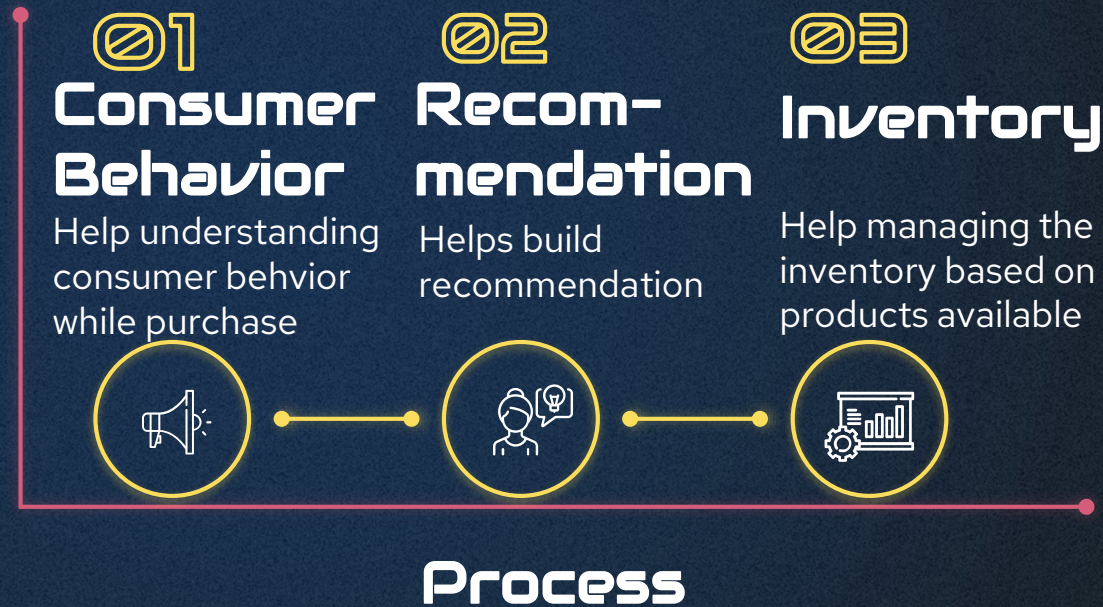 01
Consumer
Behavior
Help understanding
consumer behvior
while purchase
02
Recom-
mendation
Helps build
recommendation
03
Inventory
Help managing the
inventory based on
products available
Process